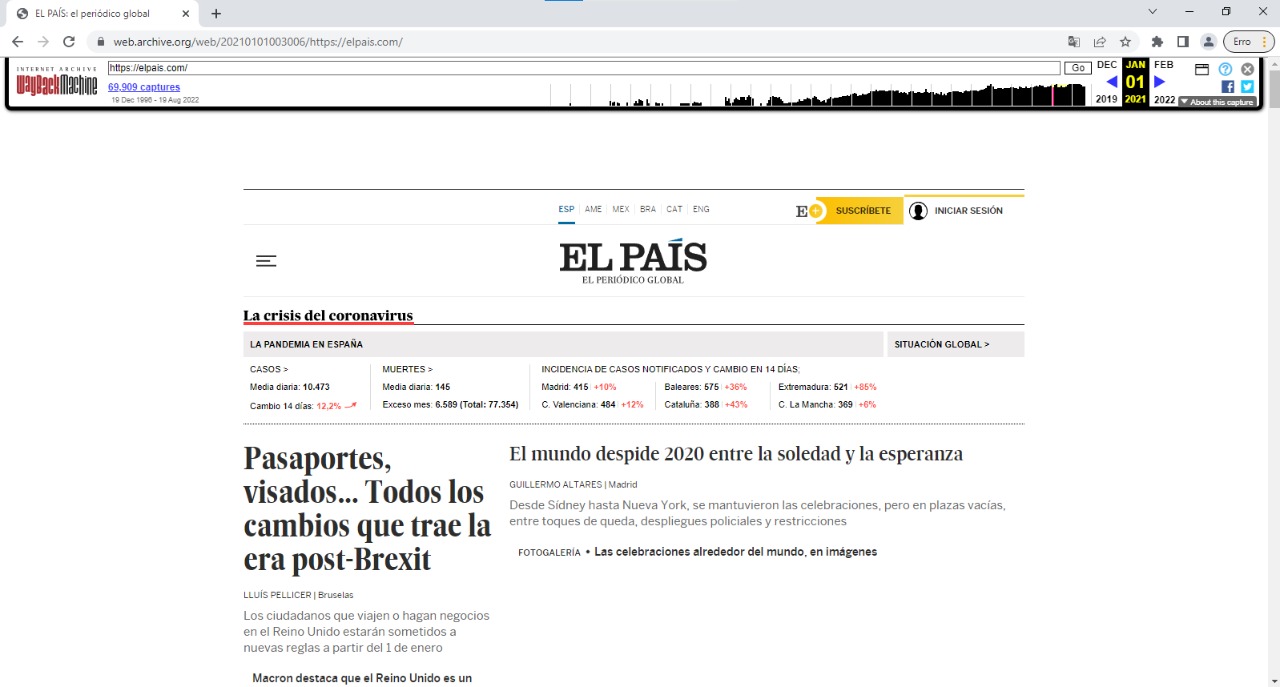 EL PAÍS: el periódico global
web.archive.org/web/20210101003006/https://elpais.com/
Erro
INTERNET ARCHIVE
WayBackMachine
https://elpais.com/
Go
69,909 captures
19 Dec 1996 - 19 Aug 2022
DEC JAN FEB
01
2019 2021 2022
About this capture
ESP AME MEX BRA CAT ENG
E+ SUSCRÍBETE
INICIAR SESIÓN
EL PAÍS
EL PERIÓDICO GLOBAL
La crisis del coronavirus
LA PANDEMIA EN ESPAÑA
SITUACIÓN GLOBAL >
CASOS >
Media diaria: 10.473
Cambio 14 días: 12,2%
MUERTES >
Media diaria: 145
Exceso mes: 6.589 (Total: 77.354)
INCIDENCIA DE CASOS NOTIFICADOS Y CAMBIO EN 14 DÍAS;
Madrid: 415 +10% Baleares: 575 +36% Extremadura: 521 +85%
C. Valenciana: 484 +12% Cataluña: 388 +43% C. La Mancha: 369 +6%
Pasaportes,
visados... Todos los
cambios que trae la
era post-Brexit
LLUÍS PELLICER | Bruselas
Los ciudadanos que viajen o hagan negocios
en el Reino Unido estarán sometidos a
nuevas reglas a partir del 1 de enero
Macron destaca que el Reino Unido es un
El mundo despide 2020 entre la soledad y la esperanza
GUILLERMO ALTARES | Madrid
Desde Sídney hasta Nueva York, se mantuvieron las celebraciones, pero en plazas vacías,
entre toques de queda, despliegues policiales y restricciones
FOTOGALERÍA • Las celebraciones alrededor del mundo, en imágenes